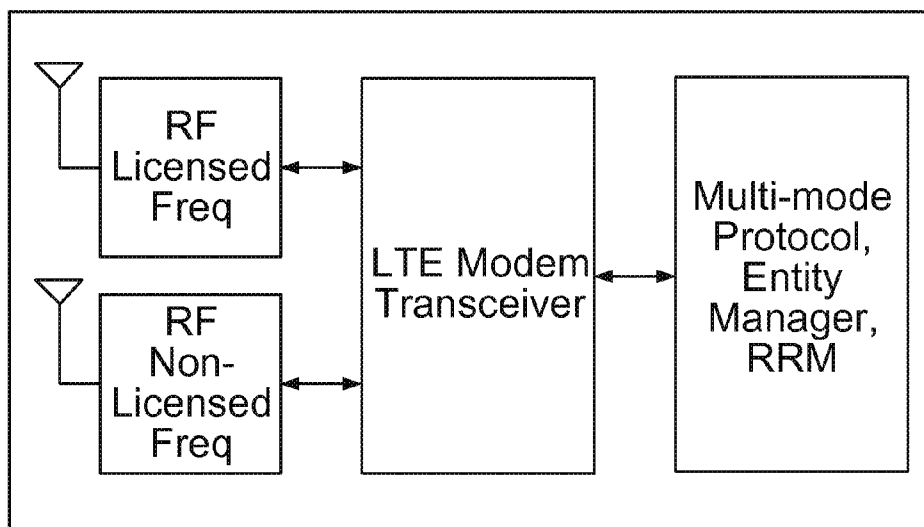 RF
Licensed
Freq
RF
Non-
Licensed
Freq
LTE Modem
Transceiver
Multi-mode
Protocol,
Entity
Manager,
RRM